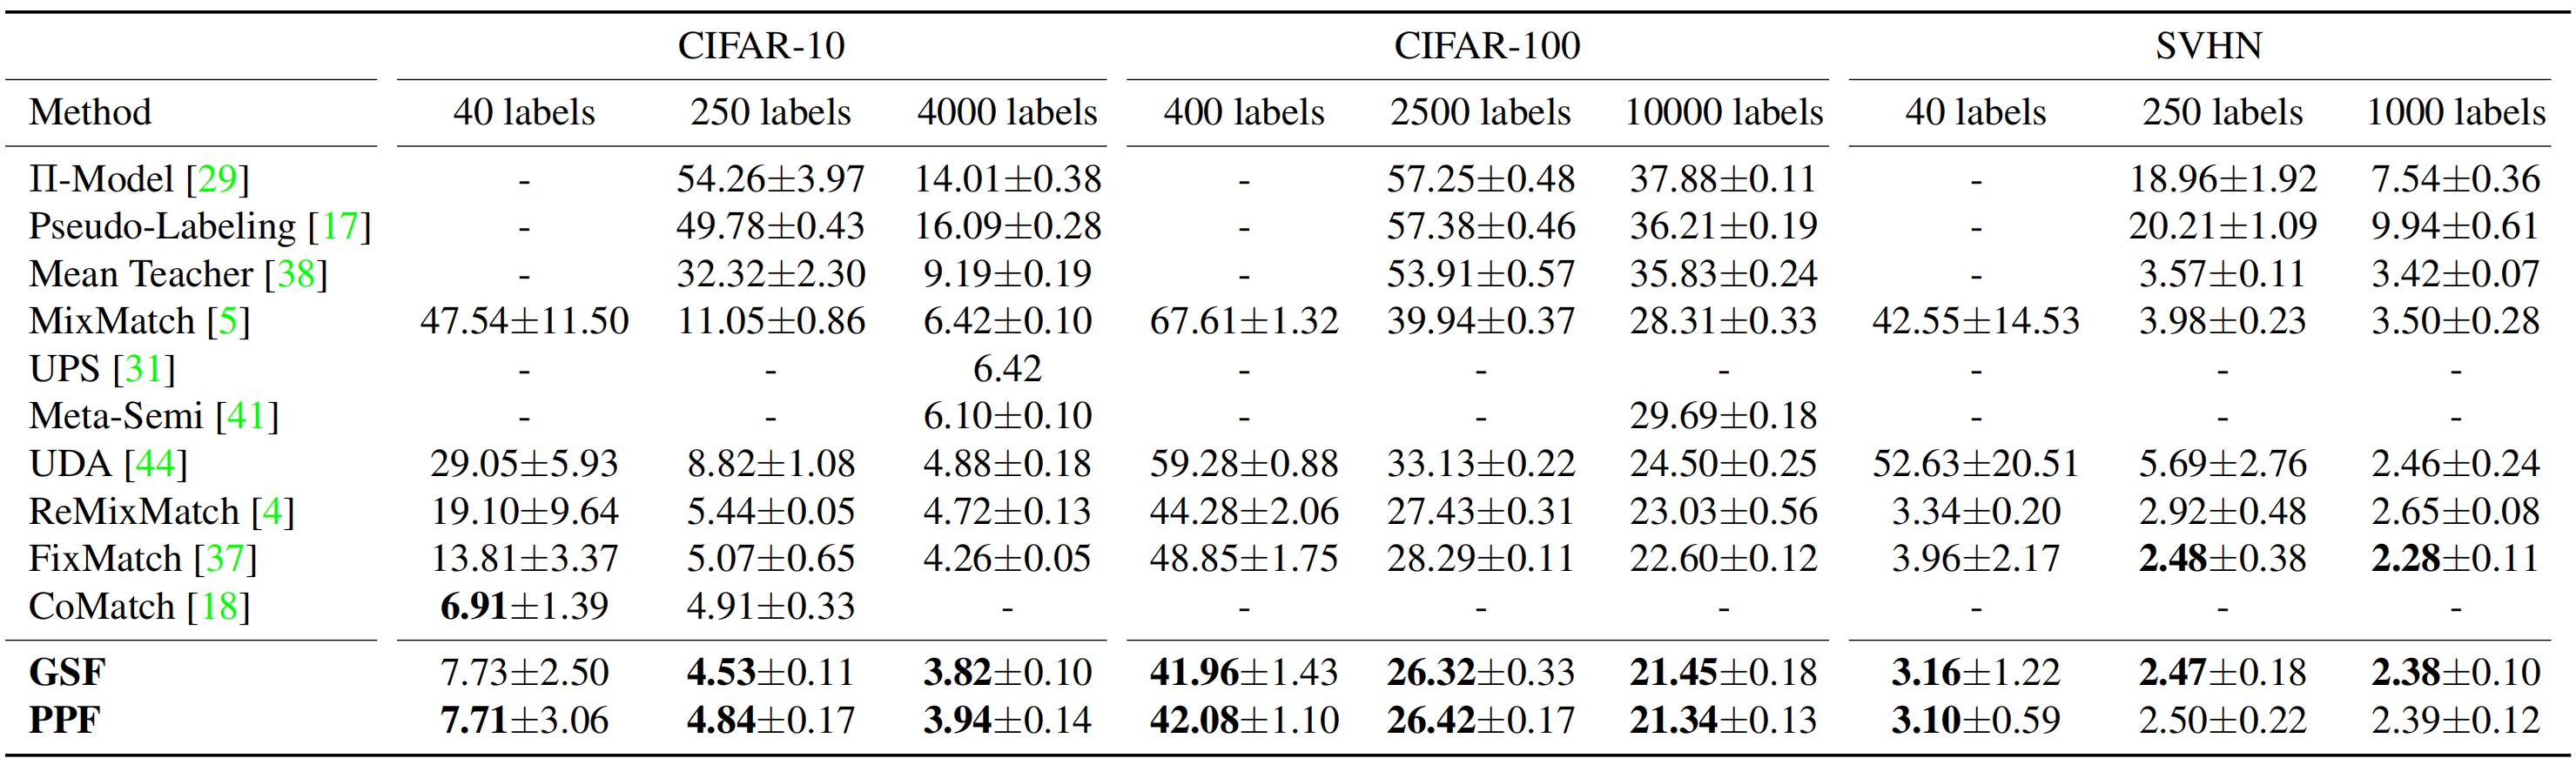 CIFAR-10 CIFAR-100 SVHN
Method 40 labels 250 labels 4000 labels 400 labels 2500 labels 10000 labels 40 labels 250 labels 1000 labels
Π-Model [29] - 54.26±3.97 14.01±0.38 - 57.25±0.48 37.88±0.11 - 18.96±1.92 7.54±0.36
Pseudo-Labeling [17] - 49.78±0.43 16.09±0.28 - 57.38±0.46 36.21±0.19 - 20.21±1.09 9.94±0.61
Mean Teacher [38] - 32.32±2.30 9.19±0.19 - 53.91±0.57 35.83±0.24 - 3.57±0.11 3.42±0.07
MixMatch [5] 47.54±11.50 11.05±0.86 6.42±0.10 67.61±1.32 39.94±0.37 28.31±0.33 42.55±14.53 3.98±0.23 3.50±0.28
UPS [31] - - 6.42 - - - - - -
Meta-Semi [41] - - 6.10±0.10 - - 29.69±0.18 - - -
UDA [44] 29.05±5.93 8.82±1.08 4.88±0.18 59.28±0.88 33.13±0.22 24.50±0.25 52.63±20.51 5.69±2.76 2.46±0.24
ReMixMatch [4] 19.10±9.64 5.44±0.05 4.72±0.13 44.28±2.06 27.43±0.31 23.03±0.56 3.34±0.20 2.92±0.48 2.65±0.08
FixMatch [37] 13.81±3.37 5.07±0.65 4.26±0.05 48.85±1.75 28.29±0.11 22.60±0.12 3.96±2.17 2.48±0.38 2.28±0.11
CoMatch [18] 6.91±1.39 4.91±0.33 - - - - - - -
GSF 7.73±2.50 4.53±0.11 3.82±0.10 41.96±1.43 26.32±0.33 21.45±0.18 3.16±1.22 2.47±0.18 2.38±0.10
PPF 7.71±3.06 4.84±0.17 3.94±0.14 42.08±1.10 26.42±0.17 21.34±0.13 3.10±0.59 2.50±0.22 2.39±0.12